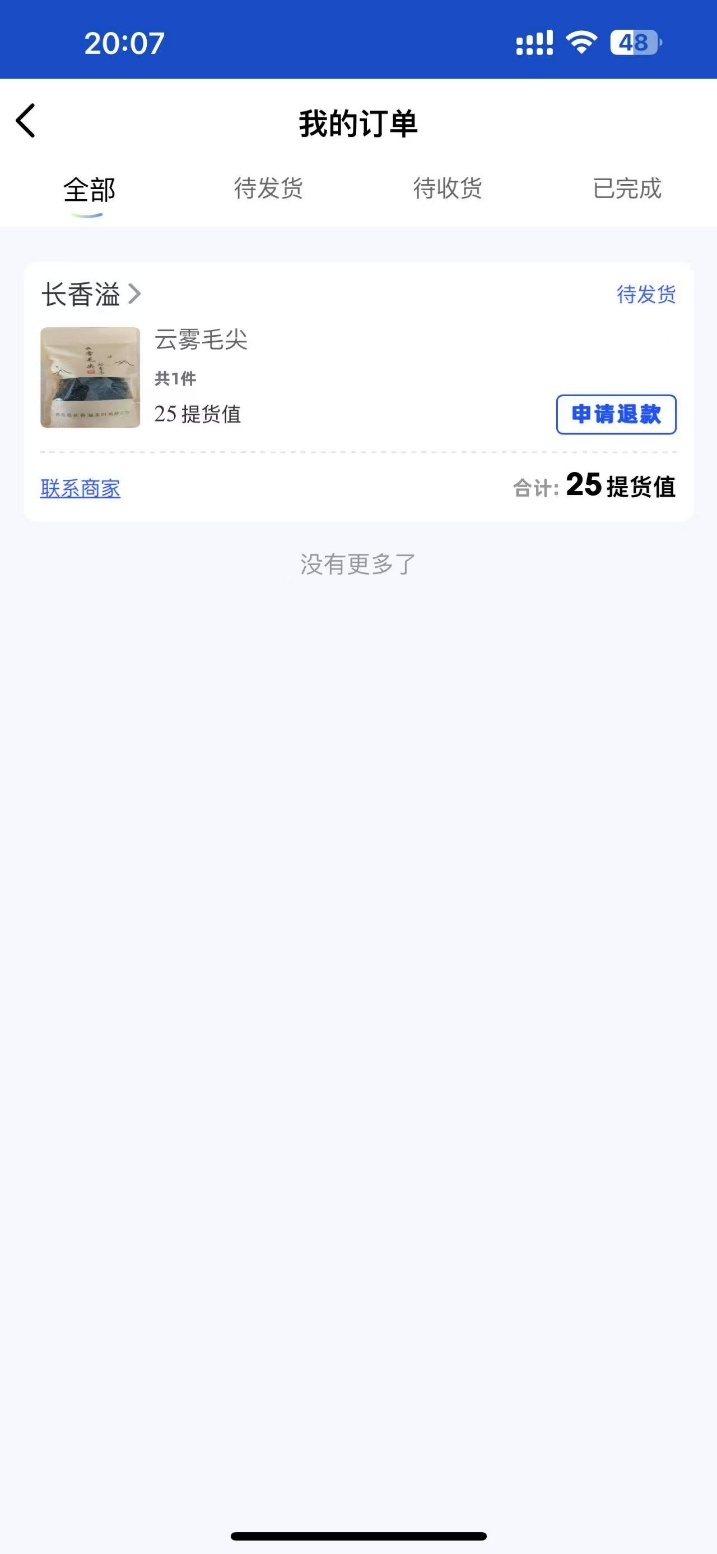 20:07
48
我的订单
全部 待发货 待收货 已完成
长香溢
待发货
云雾毛尖
共1件
25 提货值
申请退款
联系商家
合计: 25 提货值
没有更多了